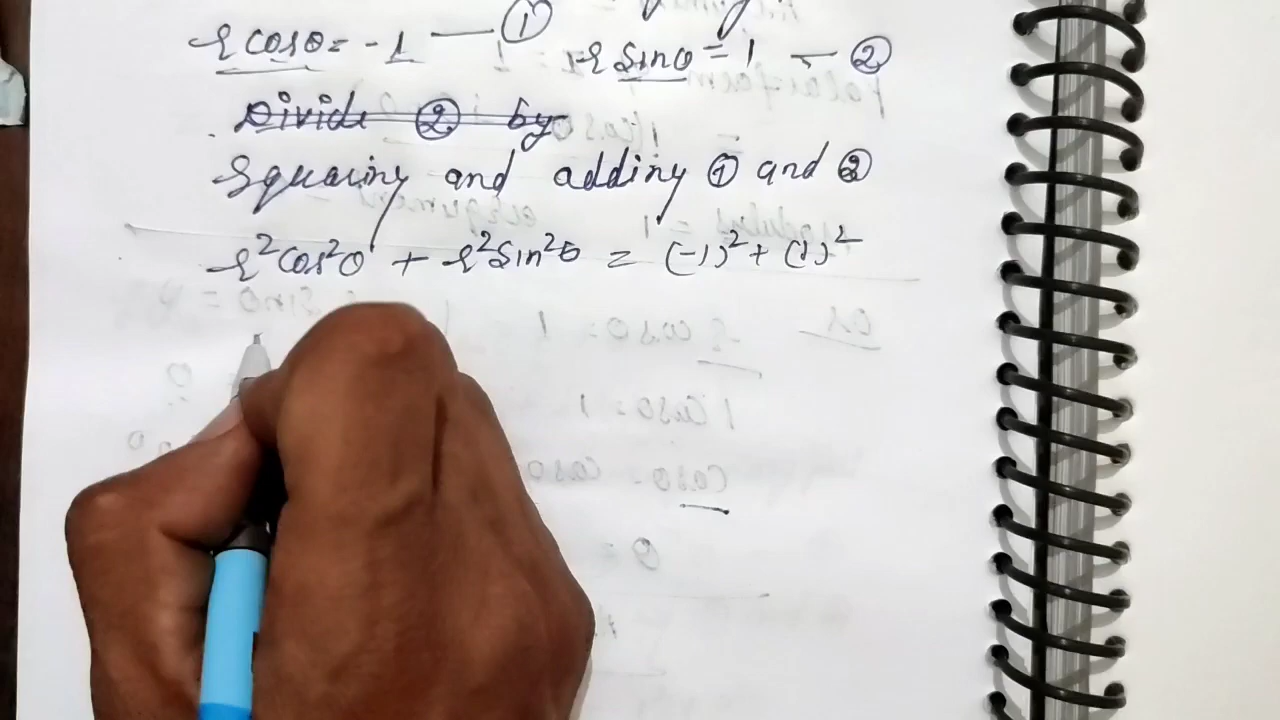 r cosθ = -1 — ①
r sinθ = 1 — ②
Divide ② by
Squaring and adding ① and ②
r²cos²θ + r²sin²θ = (-1)² + (1)²